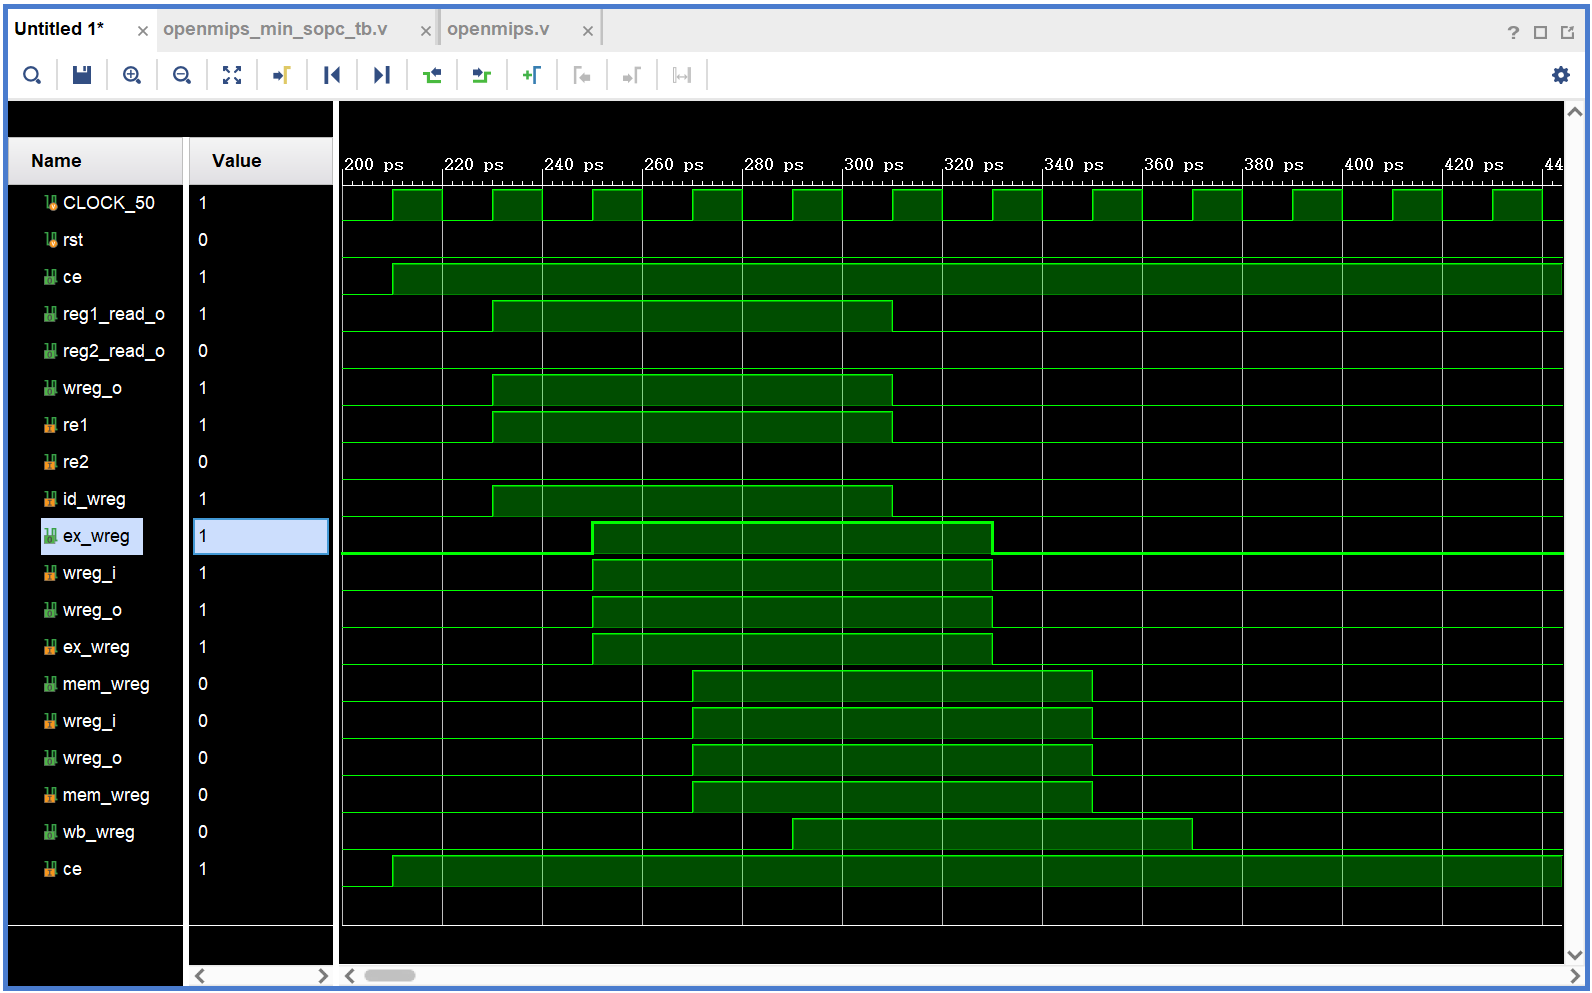 Untitled 1* × openmips_min_sopc_tb.v × openmips.v × ?
Name Value
200 ps 220 ps 240 ps 260 ps 280 ps 300 ps 320 ps 340 ps 360 ps 380 ps 400 ps 420 ps 44
CLOCK_50 1
rst 0
ce 1
reg1_read_o 1
reg2_read_o 0
wreg_o 1
re1 1
re2 0
id_wreg 1
ex_wreg 1
wreg_i 1
wreg_o 1
ex_wreg 1
mem_wreg 0
wreg_i 0
wreg_o 0
mem_wreg 0
wb_wreg 0
ce 1